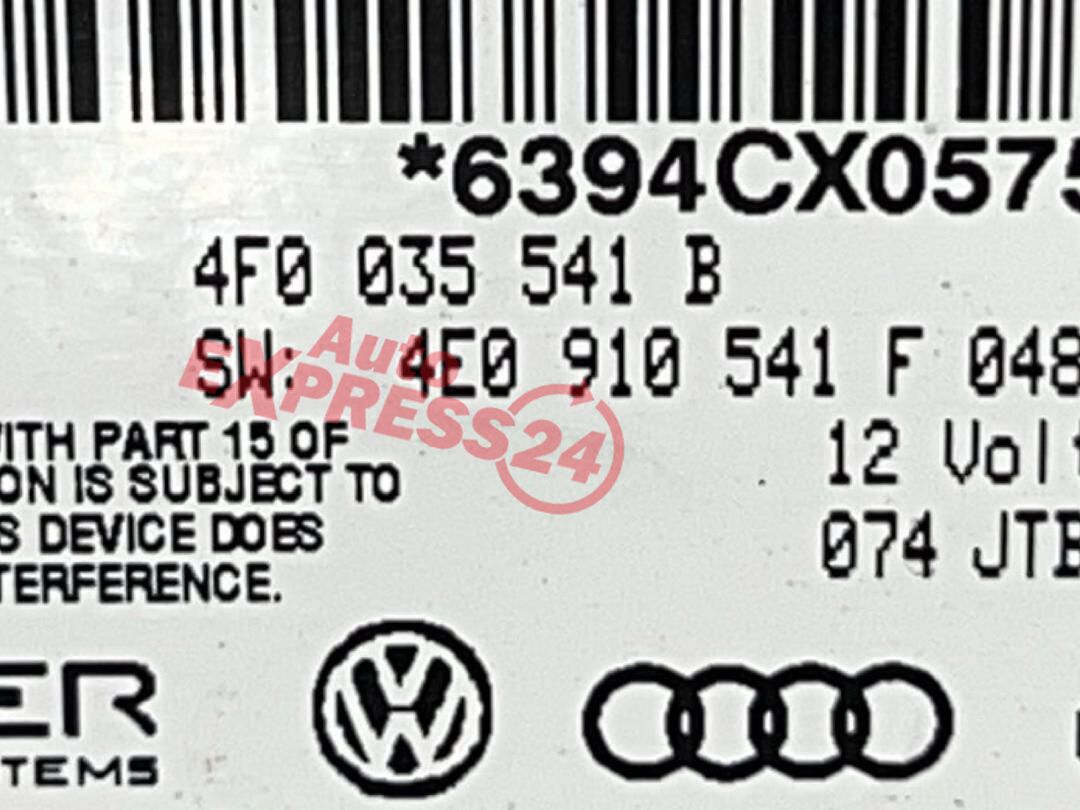 *6394CX0575
4F0 035 541 B
SW: 4E0 910 541 F 048
Auto
EXPRESS24
WITH PART 15 OF
ON IS SUBJECT TO
S DEVICE DOES
TERFERENCE.
12 Volt
074 JTB
ER
TEMS